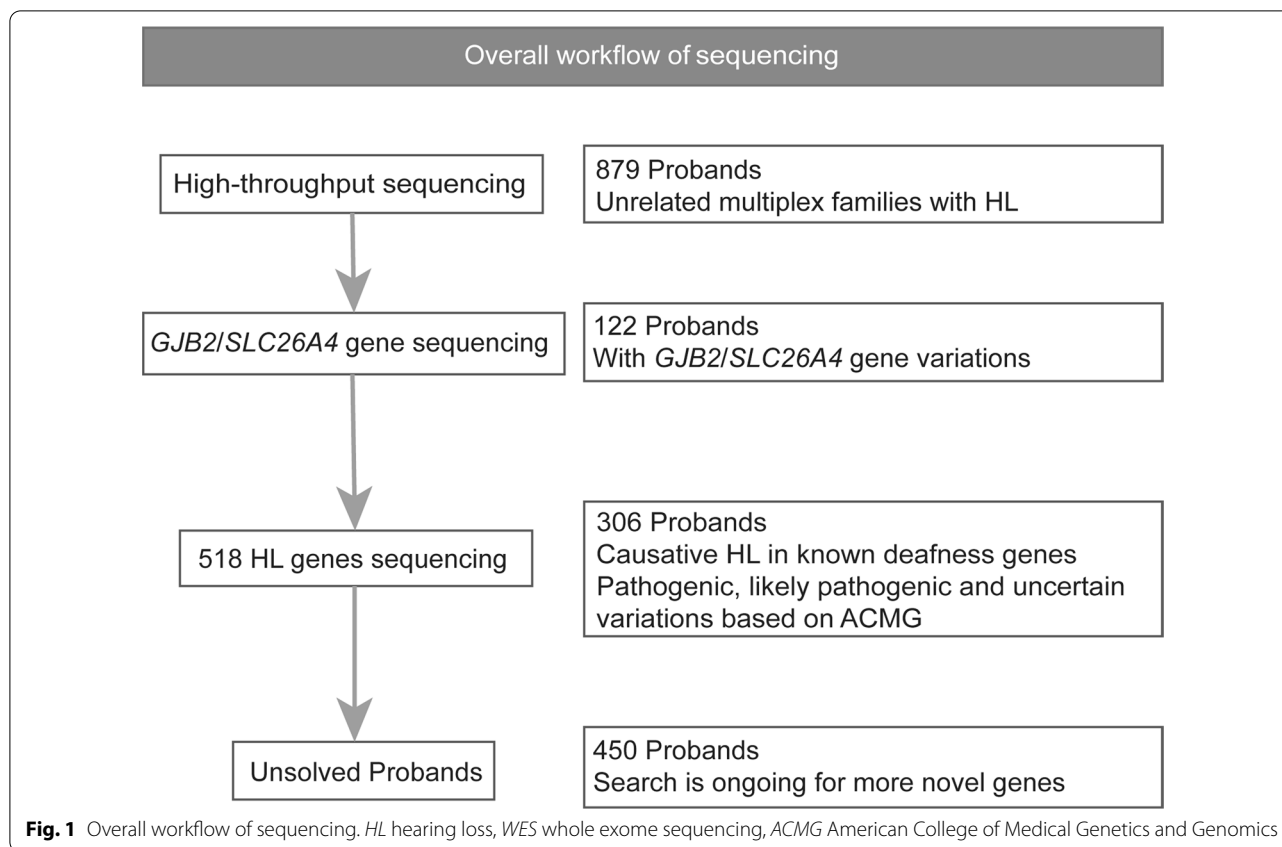 Overall workflow of sequencing
High-throughput sequencing
879 Probands
Unrelated multiplex families with HL
GJB2/SLC26A4 gene sequencing
122 Probands
With GJB2/SLC26A4 gene variations
518 HL genes sequencing
306 Probands
Causative HL in known deafness genes
Pathogenic, likely pathogenic and uncertain
variations based on ACMG
Unsolved Probands
450 Probands
Search is ongoing for more novel genes
Fig. 1 Overall workflow of sequencing. HL hearing loss, WES whole exome sequencing, ACMG American College of Medical Genetics and Genomics